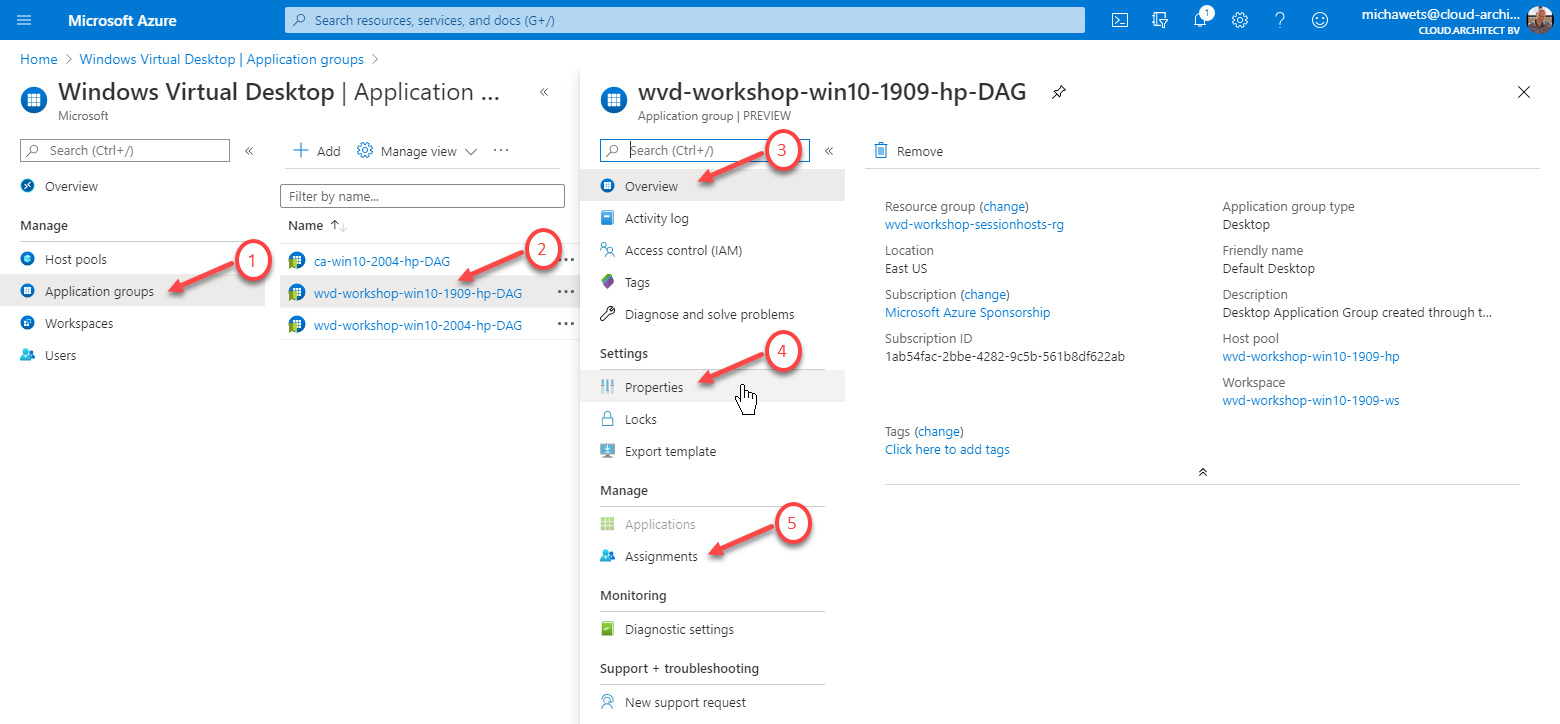 Microsoft Azure
Search resources, services, and docs (G+/)
1
michawets@cloud-archi...
CLOUD.ARCHITECT BV
Home > Windows Virtual Desktop | Application groups >
Windows Virtual Desktop | Application ...
Microsoft
«
Search (Ctrl+/)
«
Overview
Manage
Host pools
Application groups
Workspaces
Users
1
Add
Manage view
...
Filter by name...
Name ↑↓
ca-win10-2004-hp-DAG ...
wvd-workshop-win10-1909-hp-DAG ...
wvd-workshop-win10-2004-hp-DAG ...
2
wvd-workshop-win10-1909-hp-DAG
Application group | PREVIEW
Search (Ctrl+/)
«
3
Overview
Activity log
Access control (IAM)
Tags
Diagnose and solve problems
Settings
4
Properties
Locks
Export template
Manage
Applications
5
Assignments
Monitoring
Diagnostic settings
Support + troubleshooting
New support request
Remove
Resource group (change)
wvd-workshop-sessionhosts-rg
Location
East US
Subscription (change)
Microsoft Azure Sponsorship
Subscription ID
1ab54fac-2bbe-4282-9c5b-561b8df622ab
Tags (change)
Click here to add tags
Application group type
Desktop
Friendly name
Default Desktop
Description
Desktop Application Group created through t...
Host pool
wvd-workshop-win10-1909-hp
Workspace
wvd-workshop-win10-1909-ws